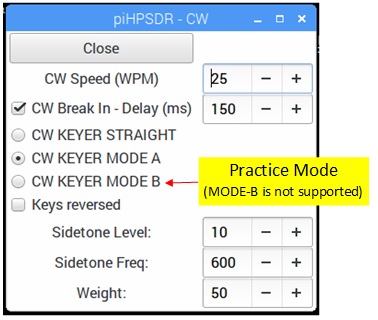 piHPSDR - CW
Close
CW Speed (WPM) 25 − +
CW Break In - Delay (ms) 150 − +
CW KEYER STRAIGHT
CW KEYER MODE A
CW KEYER MODE B
Practice Mode
(MODE-B is not supported)
Keys reversed
Sidetone Level: 10 − +
Sidetone Freq: 600 − +
Weight: 50 − +